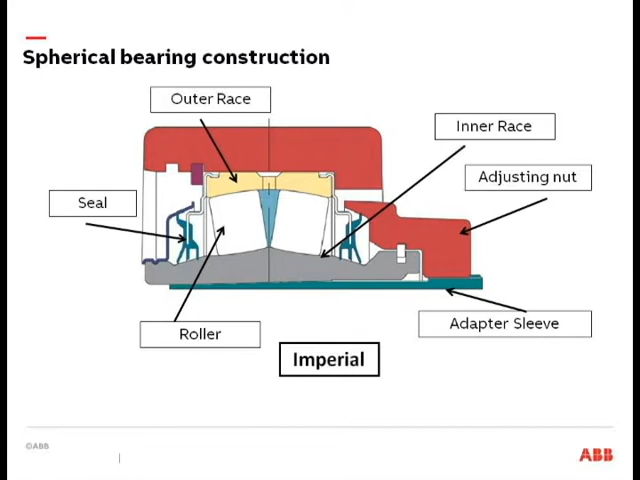 Spherical bearing construction
Outer Race
Inner Race
Adjusting nut
Seal
Adapter Sleeve
Roller
Imperial
©ABB
ABB